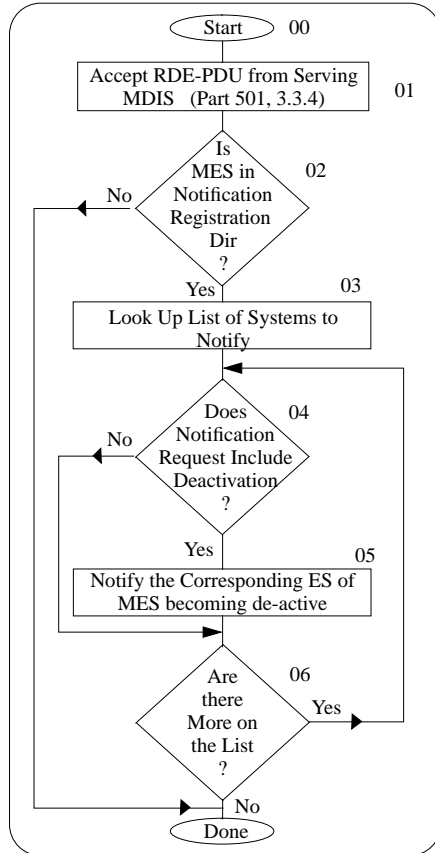 Start 00
Accept RDE-PDU from Serving
MDIS (Part 501, 3.3.4)
01
Is
MES in
Notification
Registration
Dir
?
02
No
Yes
03
Look Up List of Systems to
Notify
Does
Notification
Request Include
Deactivation
?
04
No
Yes
05
Notify the Corresponding ES of
MES becoming de-active
Are
there
More on
the List
?
06
Yes
No
Done